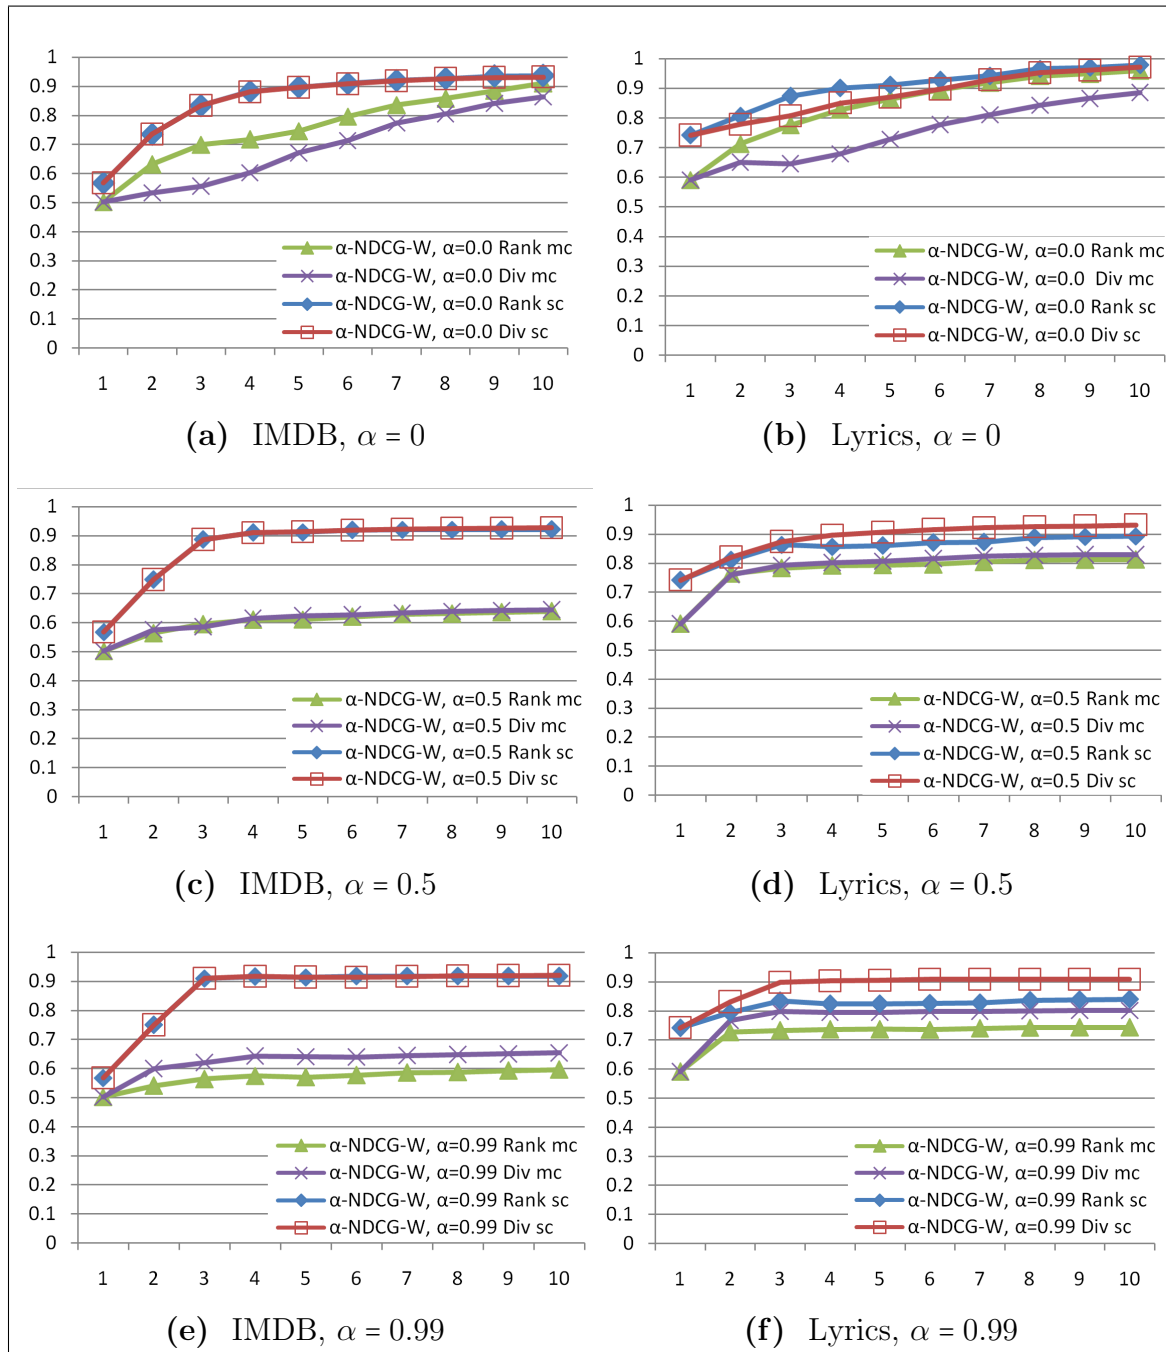 1
0.9
0.8
0.7
0.6
0.5
0.4
0.3
0.2
0.1
0
α-NDCG-W, α=0.0 Rank mc
α-NDCG-W, α=0.0 Div mc
α-NDCG-W, α=0.0 Rank sc
α-NDCG-W, α=0.0 Div sc
1 2 3 4 5 6 7 8 9 10
(a) IMDB, α = 0
1
0.9
0.8
0.7
0.6
0.5
0.4
0.3
0.2
0.1
0
α-NDCG-W, α=0.0 Rank mc
α-NDCG-W, α=0.0 Div mc
α-NDCG-W, α=0.0 Rank sc
α-NDCG-W, α=0.0 Div sc
1 2 3 4 5 6 7 8 9 10
(b) Lyrics, α = 0
1
0.9
0.8
0.7
0.6
0.5
0.4
0.3
0.2
0.1
0
α-NDCG-W, α=0.5 Rank mc
α-NDCG-W, α=0.5 Div mc
α-NDCG-W, α=0.5 Rank sc
α-NDCG-W, α=0.5 Div sc
1 2 3 4 5 6 7 8 9 10
(c) IMDB, α = 0.5
1
0.9
0.8
0.7
0.6
0.5
0.4
0.3
0.2
0.1
0
α-NDCG-W, α=0.5 Rank mc
α-NDCG-W, α=0.5 Div mc
α-NDCG-W, α=0.5 Rank sc
α-NDCG-W, α=0.5 Div sc
1 2 3 4 5 6 7 8 9 10
(d) Lyrics, α = 0.5
1
0.9
0.8
0.7
0.6
0.5
0.4
0.3
0.2
0.1
0
α-NDCG-W, α=0.99 Rank mc
α-NDCG-W, α=0.99 Div mc
α-NDCG-W, α=0.99 Rank sc
α-NDCG-W, α=0.99 Div sc
1 2 3 4 5 6 7 8 9 10
(e) IMDB, α = 0.99
1
0.9
0.8
0.7
0.6
0.5
0.4
0.3
0.2
0.1
0
α-NDCG-W, α=0.99 Rank mc
α-NDCG-W, α=0.99 Div mc
α-NDCG-W, α=0.99 Rank sc
α-NDCG-W, α=0.99 Div sc
1 2 3 4 5 6 7 8 9 10
(f) Lyrics, α = 0.99